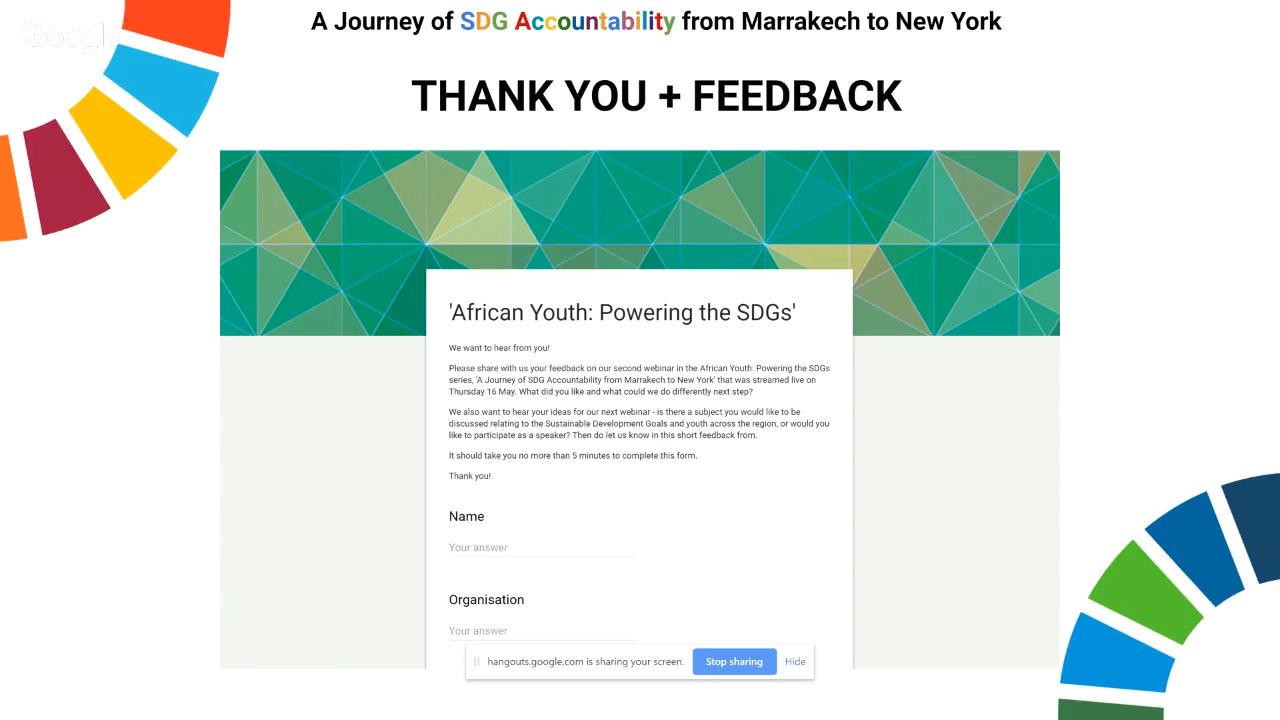 Google
A Journey of SDG Accountability from Marrakech to New York
THANK YOU + FEEDBACK
'African Youth: Powering the SDGs'
We want to hear from you!
Please share with us your feedback on our second webinar in the African Youth: Powering the SDGs
series, 'A Journey of SDG Accountability from Marrakech to New York' that was streamed live on
Thursday 16 May. What did you like and what could we do differently next step?
We also want to hear your ideas for our next webinar - is there a subject you would like to be
discussed relating to the Sustainable Development Goals and youth across the region, or would you
like to participate as a speaker? Then do let us know in this short feedback from.
It should take you no more than 5 minutes to complete this form.
Thank you!
Name
Your answer
Organisation
Your answer
hangouts.google.com is sharing your screen. Stop sharing Hide